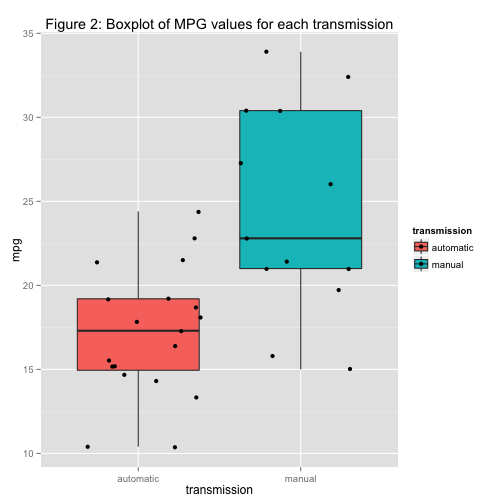 Figure 2: Boxplot of MPG values for each transmission
35
30
25
20
15
10
mpg
automatic
manual
transmission
transmission
automatic
manual